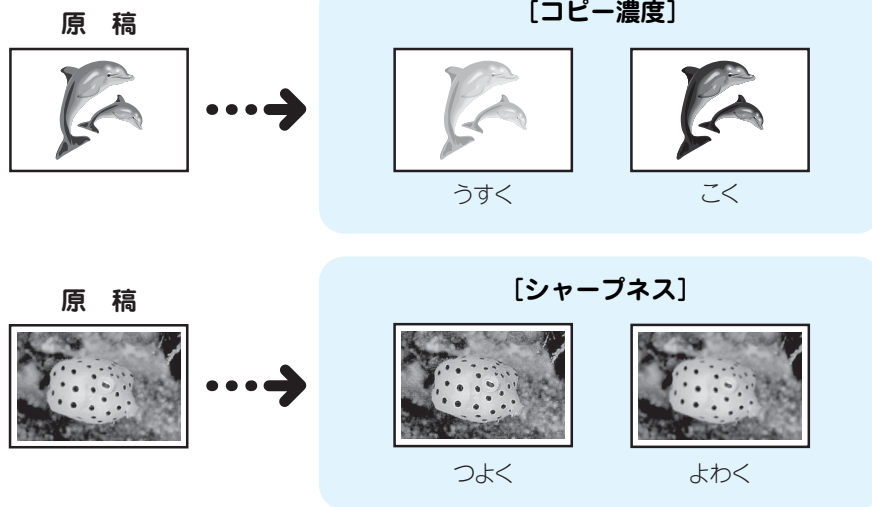 原　稿
[コピー濃度]
うすく
こく
原　稿
[シャープネス]
つよく
よわく